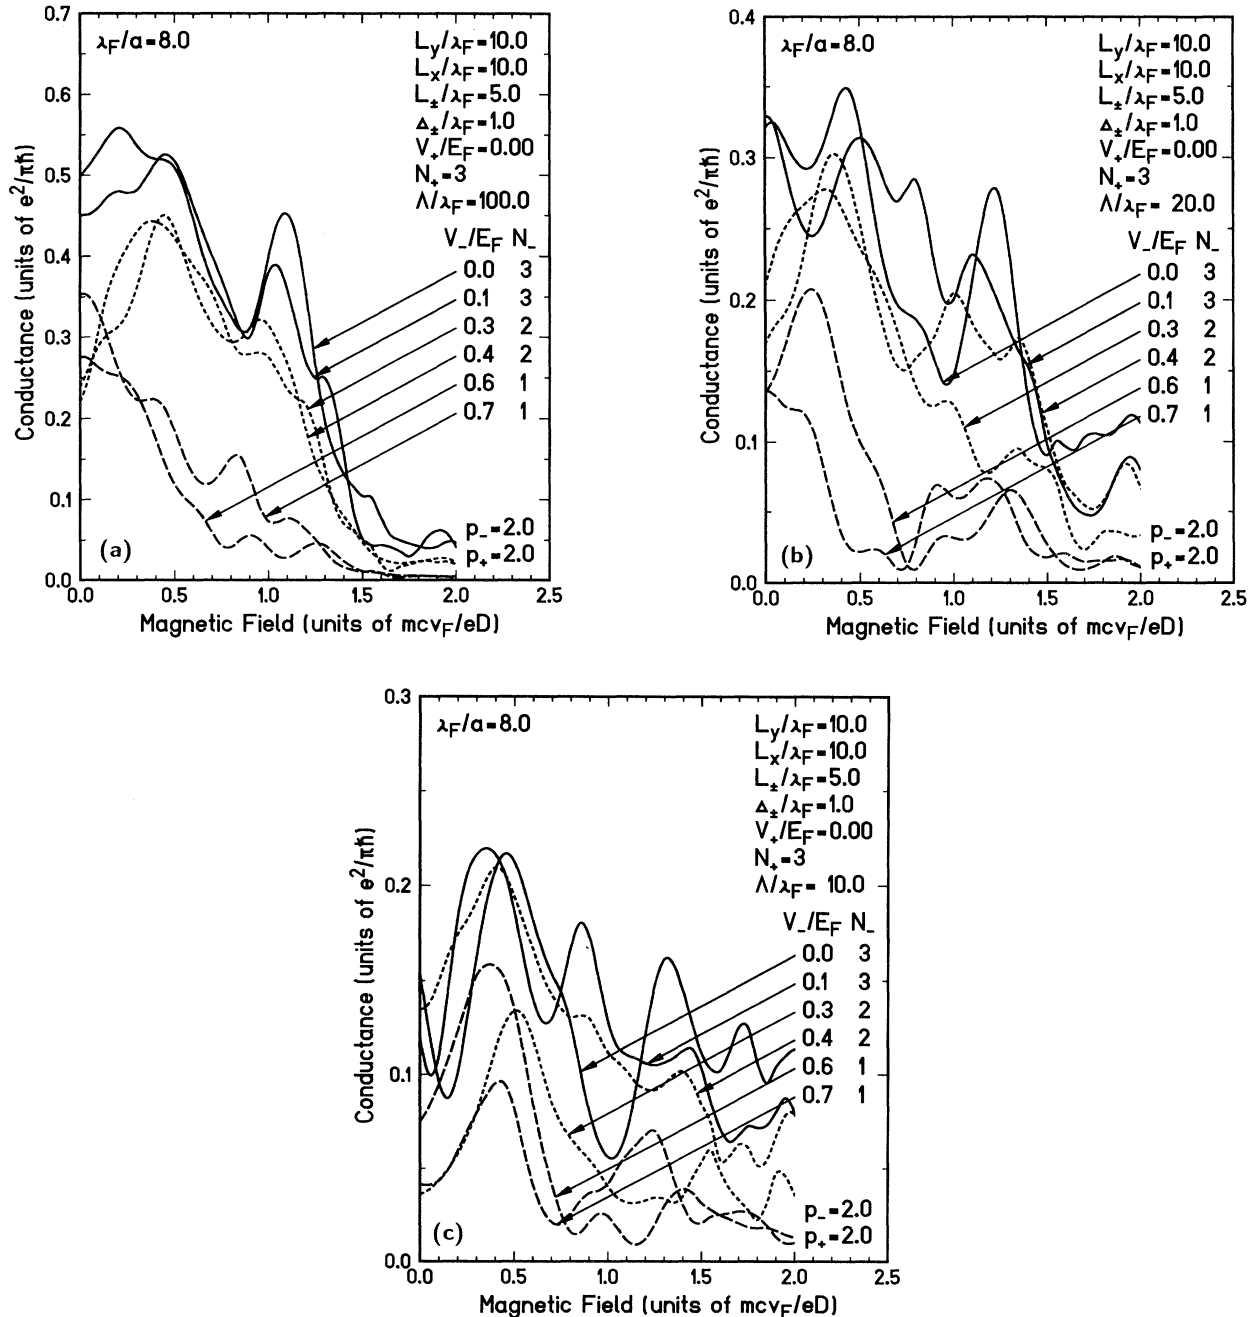 0.7
0.6
0.5
0.4
0.3
0.2
0.1
0.0
Conductance (units of e²/πħ)
λF/a=8.0
Ly/λF=10.0
Lx/λF=10.0
L±/λF=5.0
Δ±/λF=1.0
V+/EF=0.00
N+=3
Λ/λF=100.0
V−/EF N−
0.0 3
0.1 3
0.3 2
0.4 2
0.6 1
0.7 1
p−=2.0
p+=2.0
(a)
0.0 0.5 1.0 1.5 2.0 2.5
Magnetic Field (units of mcvF/eD)
0.4
0.3
0.2
0.1
0.0
Conductance (units of e²/πħ)
λF/a=8.0
Ly/λF=10.0
Lx/λF=10.0
L±/λF=5.0
Δ±/λF=1.0
V+/EF=0.00
N+=3
Λ/λF= 20.0
V−/EF N−
0.0 3
0.1 3
0.3 2
0.4 2
0.6 1
0.7 1
p−=2.0
p+=2.0
(b)
0.0 0.5 1.0 1.5 2.0 2.5
Magnetic Field (units of mcvF/eD)
0.3
0.2
0.1
0.0
Conductance (units of e²/πħ)
λF/a=8.0
Ly/λF=10.0
Lx/λF=10.0
L±/λF=5.0
Δ±/λF=1.0
V+/EF=0.00
N+=3
Λ/λF= 10.0
V−/EF N−
0.0 3
0.1 3
0.3 2
0.4 2
0.6 1
0.7 1
p−=2.0
p+=2.0
(c)
0.0 0.5 1.0 1.5 2.0 2.5
Magnetic Field (units of mcvF/eD)